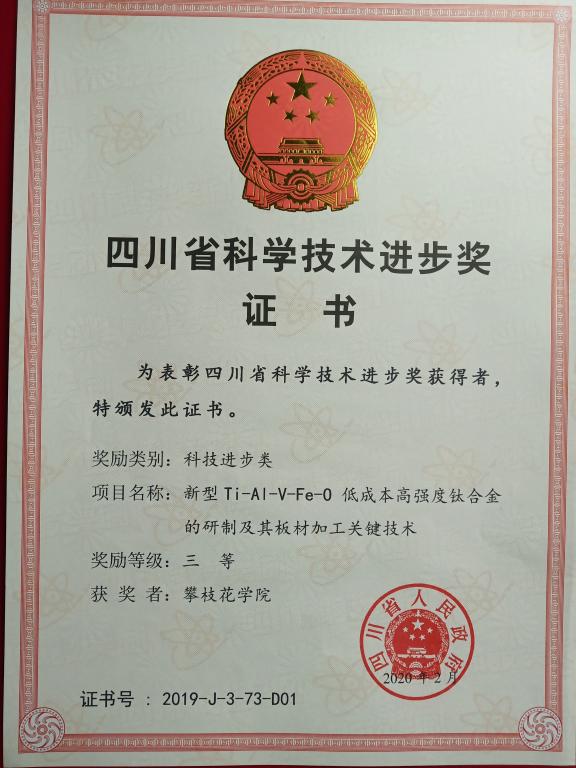 四川省科学技术进步奖
证 书
为表彰四川省科学技术进步奖获得者，
特颁发此证书。
奖励类别：科技进步类
项目名称：新型Ti-Al-V-Fe-O 低成本高强度钛合金
的研制及其板材加工关键技术
奖励等级：三 等
获 奖 者：攀枝花学院
四川省人民政府
2020 年 2 月
证书号 : 2019-J-3-73-D01